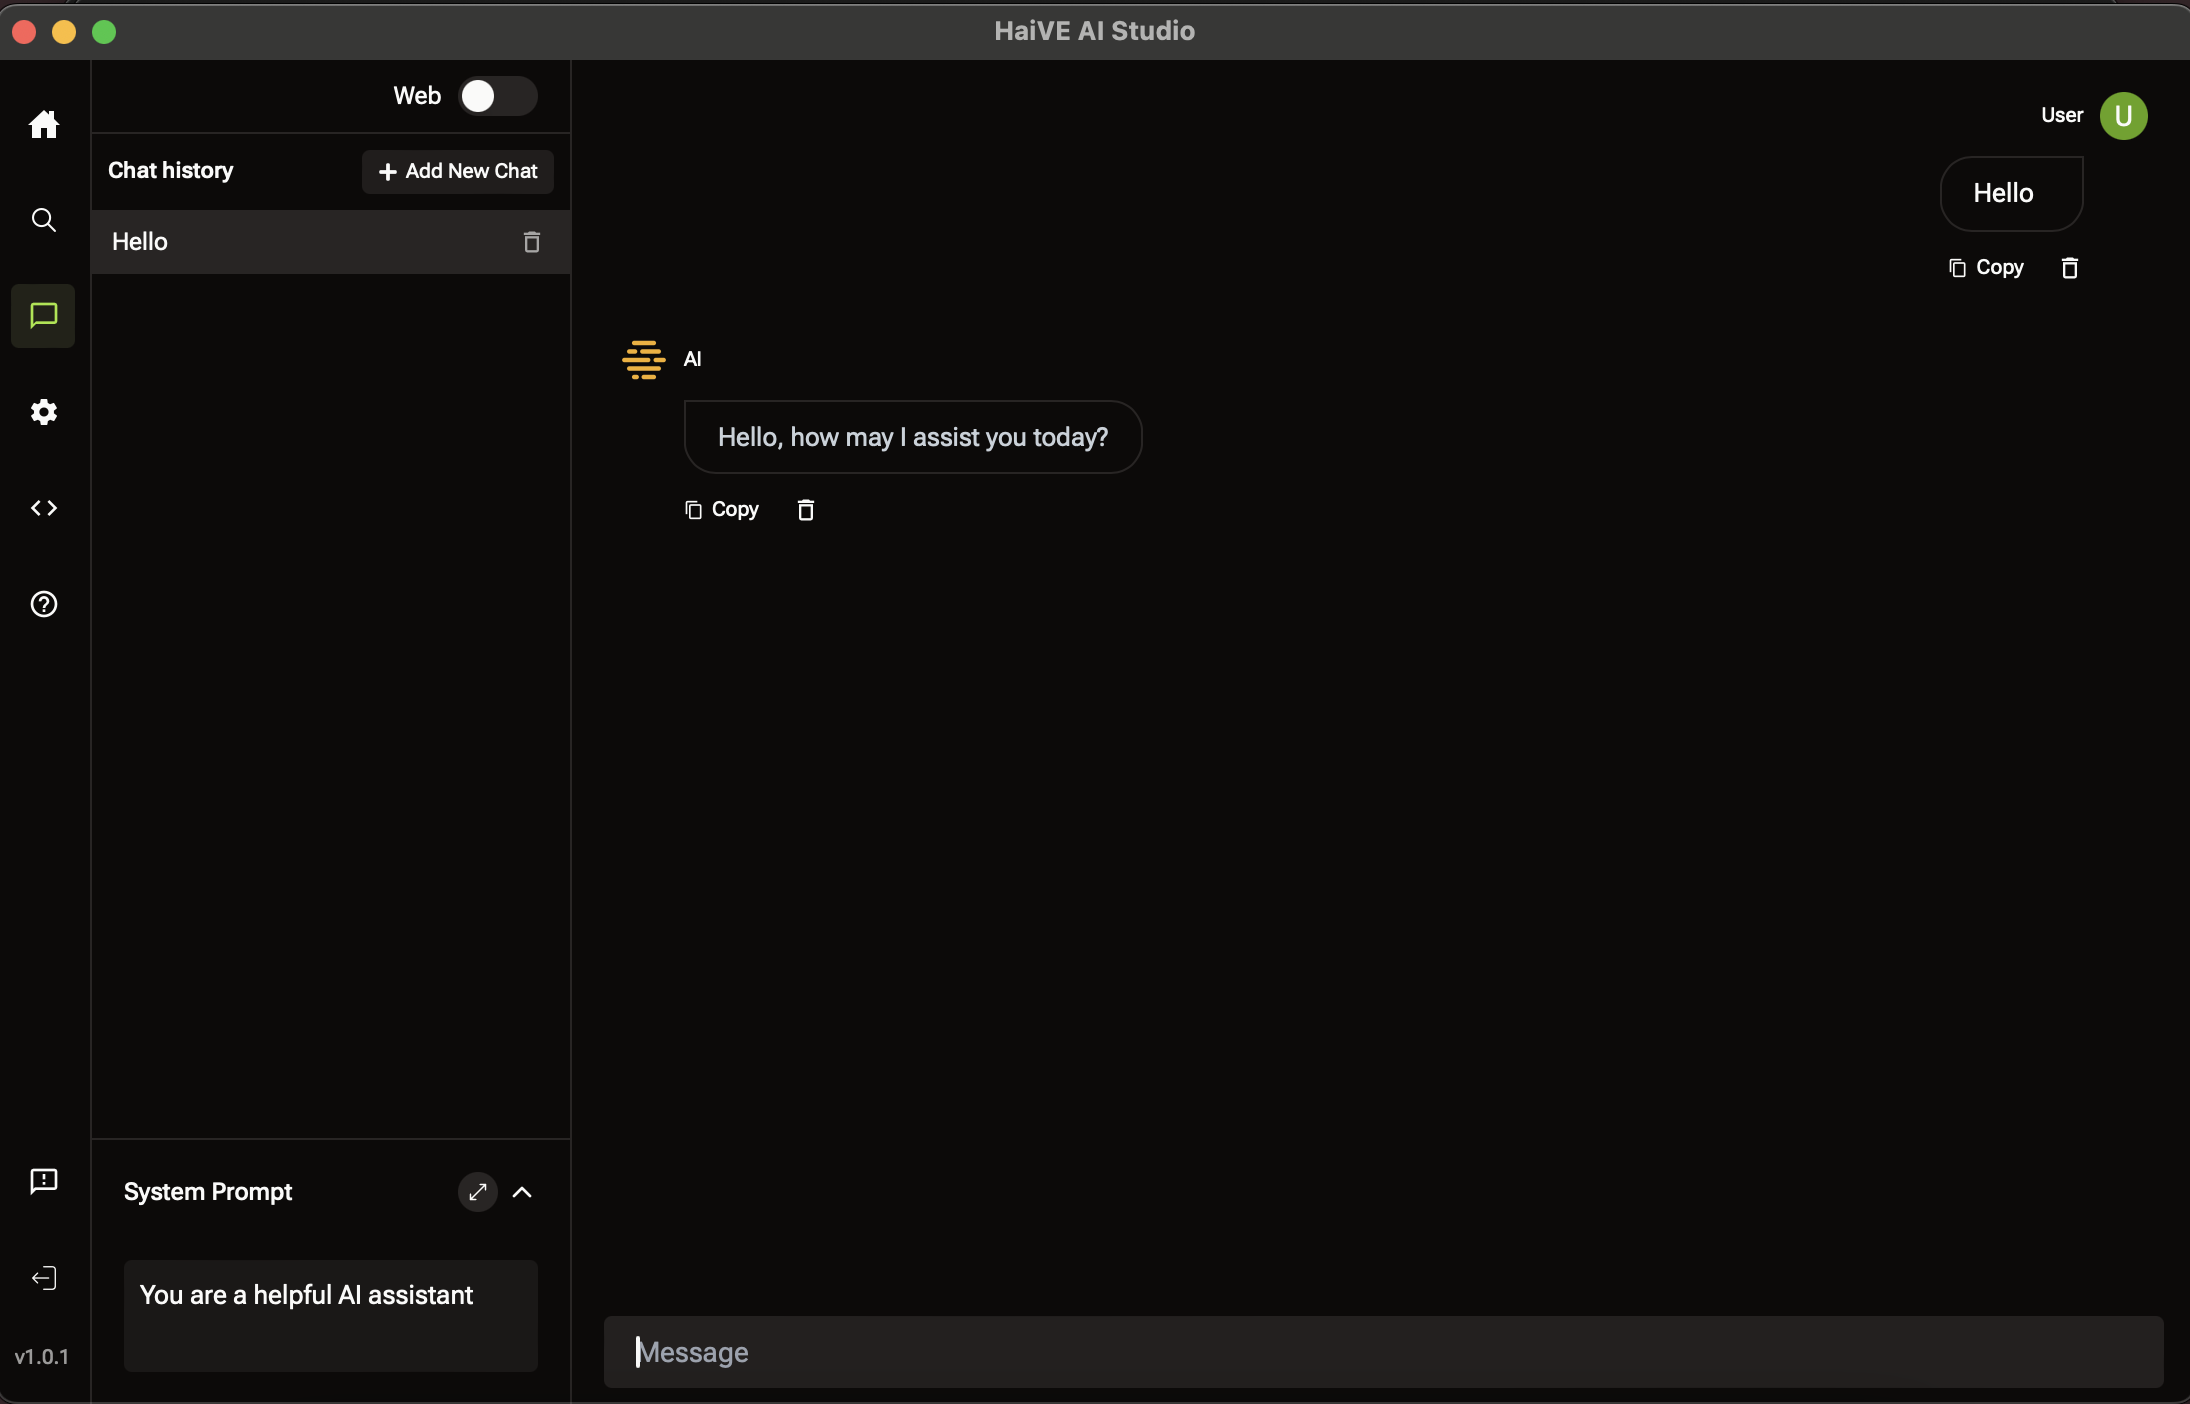 HaiVE AI Studio
Web
Chat history
Add New Chat
Hello
User
U
Hello
Copy
AI
Hello, how may I assist you today?
Copy
System Prompt
You are a helpful AI assistant
v1.0.1
Message